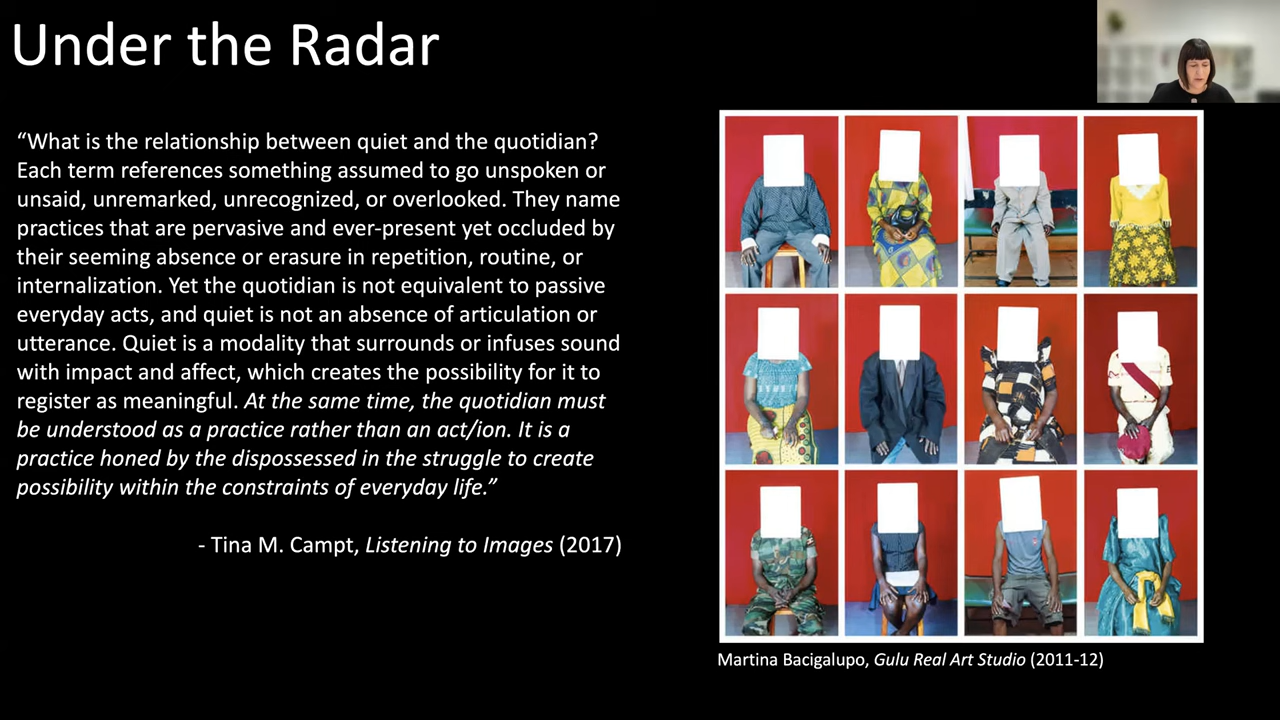 Under the Radar
“What is the relationship between quiet and the quotidian?
Each term references something assumed to go unspoken or
unsaid, unremarked, unrecognized, or overlooked. They name
practices that are pervasive and ever-present yet occluded by
their seeming absence or erasure in repetition, routine, or
internalization. Yet the quotidian is not equivalent to passive
everyday acts, and quiet is not an absence of articulation or
utterance. Quiet is a modality that surrounds or infuses sound
with impact and affect, which creates the possibility for it to
register as meaningful. At the same time, the quotidian must
be understood as a practice rather than an act/ion. It is a
practice honed by the dispossessed in the struggle to create
possibility within the constraints of everyday life.”
- Tina M. Campt, Listening to Images (2017)
Martina Bacigalupo, Gulu Real Art Studio (2011-12)